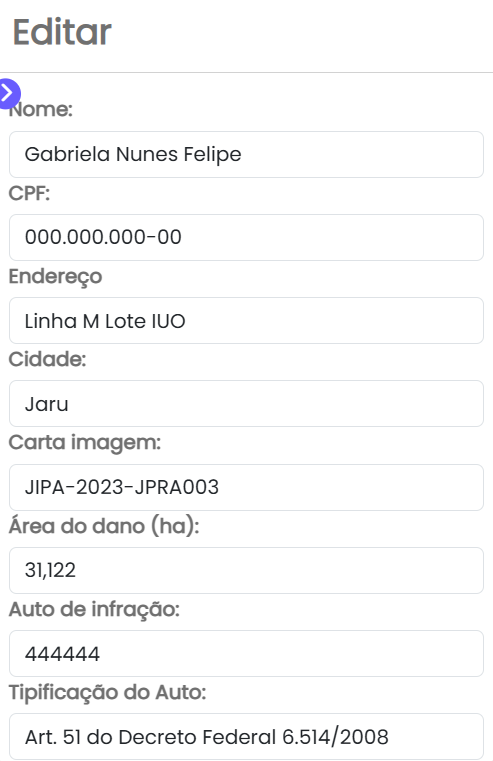 Editar
Nome:
Gabriela Nunes Felipe
CPF:
000.000.000-00
Endereço
Linha M Lote IUO
Cidade:
Jaru
Carta imagem:
JIPA-2023-JPRA003
Área do dano (ha):
31,122
Auto de infração:
444444
Tipificação do Auto:
Art. 51 do Decreto Federal 6.514/2008